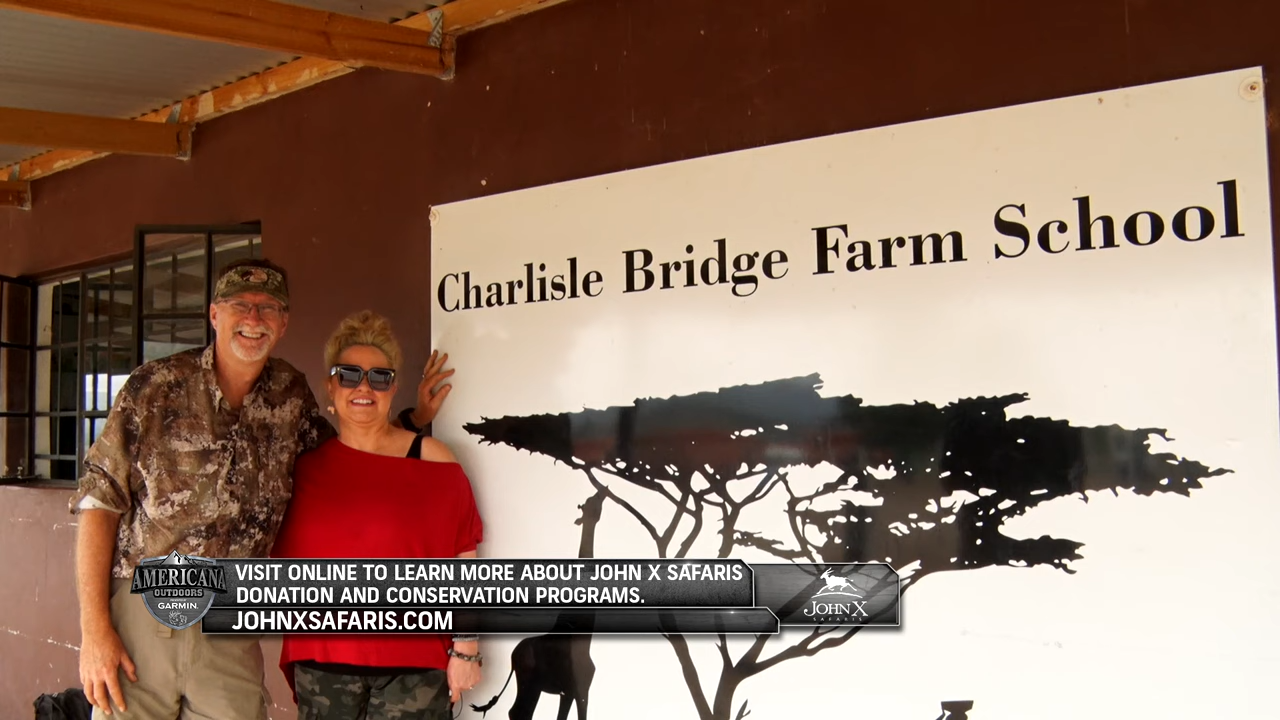 Charlisle Bridge Farm School
AMERICANA
OUTDOORS
GARMIN.
VISIT ONLINE TO LEARN MORE ABOUT JOHN X SAFARIS
DONATION AND CONSERVATION PROGRAMS.
JOHNXSAFARIS.COM
JOHN X
SAFARIS